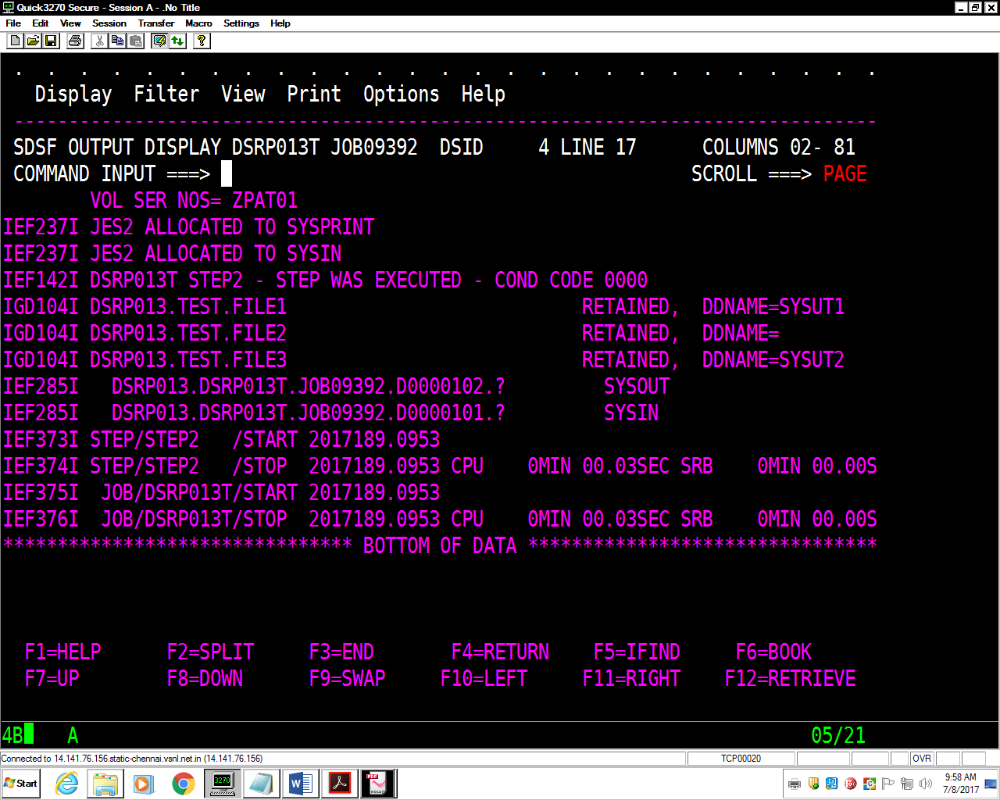 Quick3270 Secure - Session A - .No Title
File Edit View Session Transfer Macro Settings Help
. . . . . . . . . . . . . . . . . . . . . . . . . . .
Display Filter View Print Options Help
-------------------------------------------------------------------------------
SDSF OUTPUT DISPLAY DSRP013T JOB09392 DSID 4 LINE 17 COLUMNS 02- 81
COMMAND INPUT ===> SCROLL ===> PAGE
VOL SER NOS= ZPAT01
IEF237I JES2 ALLOCATED TO SYSPRINT
IEF237I JES2 ALLOCATED TO SYSIN
IEF142I DSRP013T STEP2 - STEP WAS EXECUTED - COND CODE 0000
IGD104I DSRP013.TEST.FILE1 RETAINED, DDNAME=SYSUT1
IGD104I DSRP013.TEST.FILE2 RETAINED, DDNAME=
IGD104I DSRP013.TEST.FILE3 RETAINED, DDNAME=SYSUT2
IEF285I DSRP013.DSRP013T.JOB09392.D0000102.? SYSOUT
IEF285I DSRP013.DSRP013T.JOB09392.D0000101.? SYSIN
IEF373I STEP/STEP2 /START 2017189.0953
IEF374I STEP/STEP2 /STOP 2017189.0953 CPU 0MIN 00.03SEC SRB 0MIN 00.00S
IEF375I JOB/DSRP013T/START 2017189.0953
IEF376I JOB/DSRP013T/STOP 2017189.0953 CPU 0MIN 00.03SEC SRB 0MIN 00.00S
******************************** BOTTOM OF DATA ********************************
F1=HELP F2=SPLIT F3=END F4=RETURN F5=IFIND F6=BOOK
F7=UP F8=DOWN F9=SWAP F10=LEFT F11=RIGHT F12=RETRIEVE
4B A 05/21
Connected to 14.141.76.156.static-chennai.vsnl.net.in (14.141.76.156) TCP00020 OVR
Start 3270 PDF 9:58 AM
7/8/2017